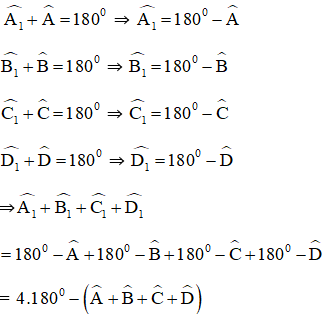 $\widehat{A_1}+\widehat{A}=180^0 \Rightarrow \widehat{A_1}=180^0-\widehat{A}$
$\widehat{B_1}+\widehat{B}=180^0 \Rightarrow \widehat{B_1}=180^0-\widehat{B}$
$\widehat{C_1}+\widehat{C}=180^0 \Rightarrow \widehat{C_1}=180^0-\widehat{C}$
$\widehat{D_1}+\widehat{D}=180^0 \Rightarrow \widehat{D_1}=180^0-\widehat{D}$
$\Rightarrow \widehat{A_1}+\widehat{B_1}+\widehat{C_1}+\widehat{D_1}$
$=180^0-\widehat{A}+180^0-\widehat{B}+180^0-\widehat{C}+180^0-\widehat{D}$
$=4.180^0-\left(\widehat{A}+\widehat{B}+\widehat{C}+\widehat{D}\right)$